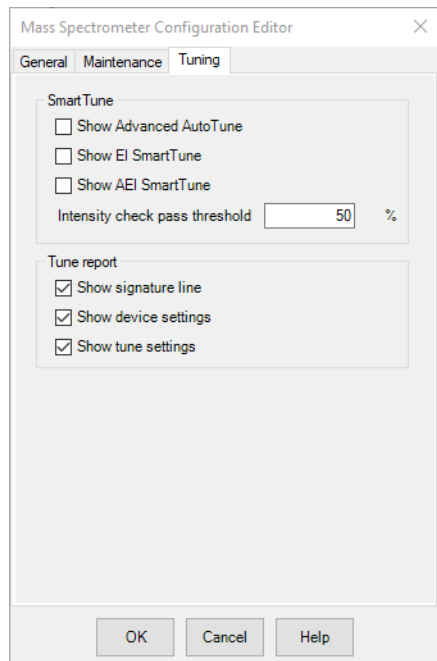 Mass Spectrometer Configuration Editor
General Maintenance Tuning
SmartTune
Show Advanced AutoTune
Show EI SmartTune
Show AEI SmartTune
Intensity check pass threshold 50 %
Tune report
Show signature line
Show device settings
Show tune settings
OK Cancel Help